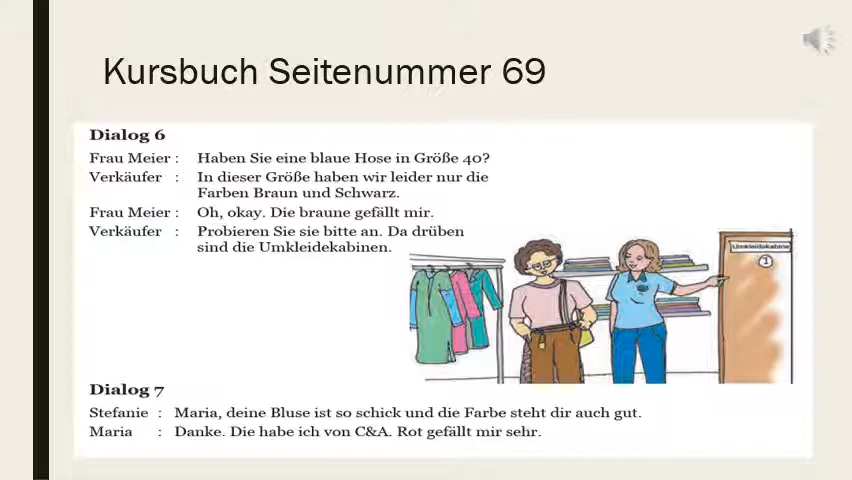 Kursbuch Seitenummer 69
Dialog 6
Frau Meier : Haben Sie eine blaue Hose in Größe 40?
Verkäufer : In dieser Größe haben wir leider nur die
Farben Braun und Schwarz.
Frau Meier : Oh, okay. Die braune gefällt mir.
Verkäufer : Probieren Sie sie bitte an. Da drüben
sind die Umkleidekabinen.
Umkleidekabine
1
Dialog 7
Stefanie : Maria, deine Bluse ist so schick und die Farbe steht dir auch gut.
Maria : Danke. Die habe ich von C&A. Rot gefällt mir sehr.